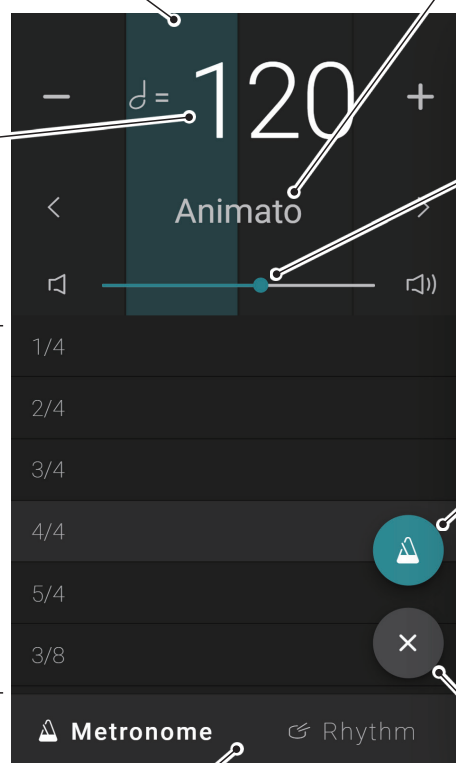 − 𝅗𝅥 = 120 +
< Animato >
1/4
2/4
3/4
4/4
5/4
3/8
Metronome Rhythm